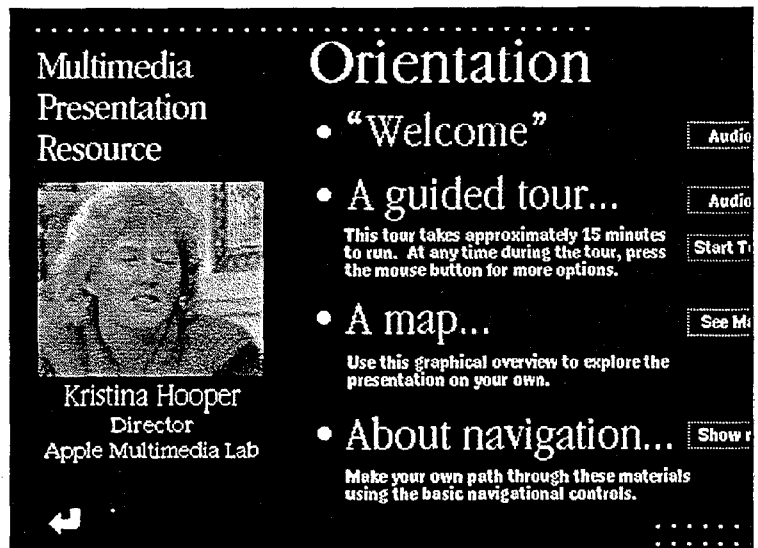 Multimedia
Presentation
Resource
Kristina Hooper
Director
Apple Multimedia Lab
Orientation
• “Welcome”
Audio
• A guided tour...
Audio
This tour takes approximately 15 minutes
to run. At any time during the tour, press
the mouse button for more options.
Start
• A map...
See
Use this graphical overview to explore the
presentation on your own.
• About navigation...
Show
Make your own path through these materials
using the basic navigational controls.